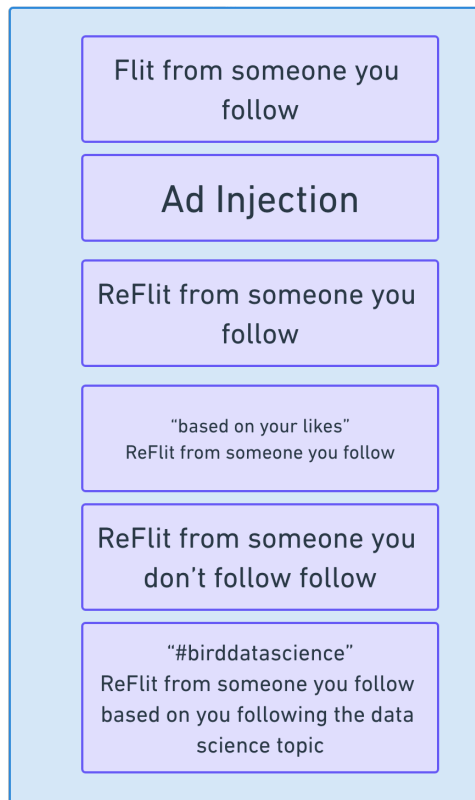 Flit from someone you
follow
Ad Injection
ReFlit from someone you
follow
“based on your likes”
ReFlit from someone you follow
ReFlit from someone you
don’t follow follow
“#birddatascience”
ReFlit from someone you follow
based on you following the data
science topic